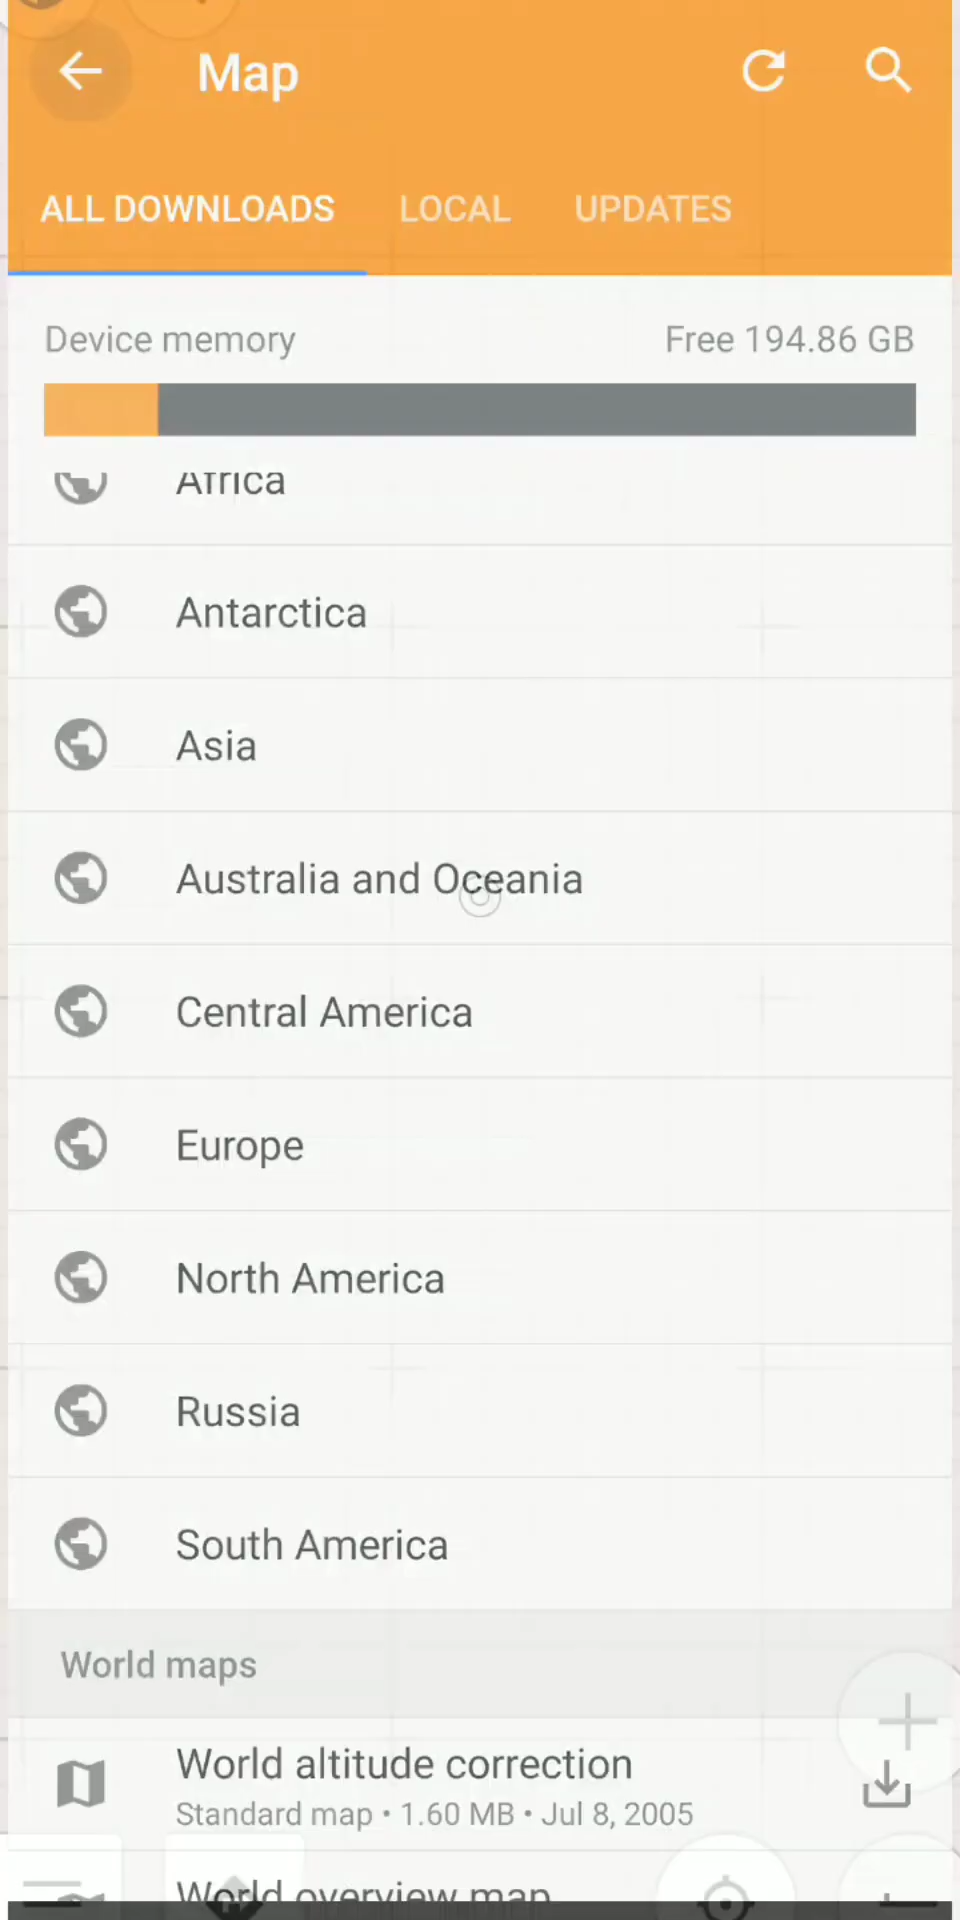 Map
ALL DOWNLOADS LOCAL UPDATES
Device memory Free 194.86 GB
Africa
Antarctica
Asia
Australia and Oceania
Central America
Europe
North America
Russia
South America
World maps
World altitude correction
Standard map • 1.60 MB • Jul 8, 2005
World overview map